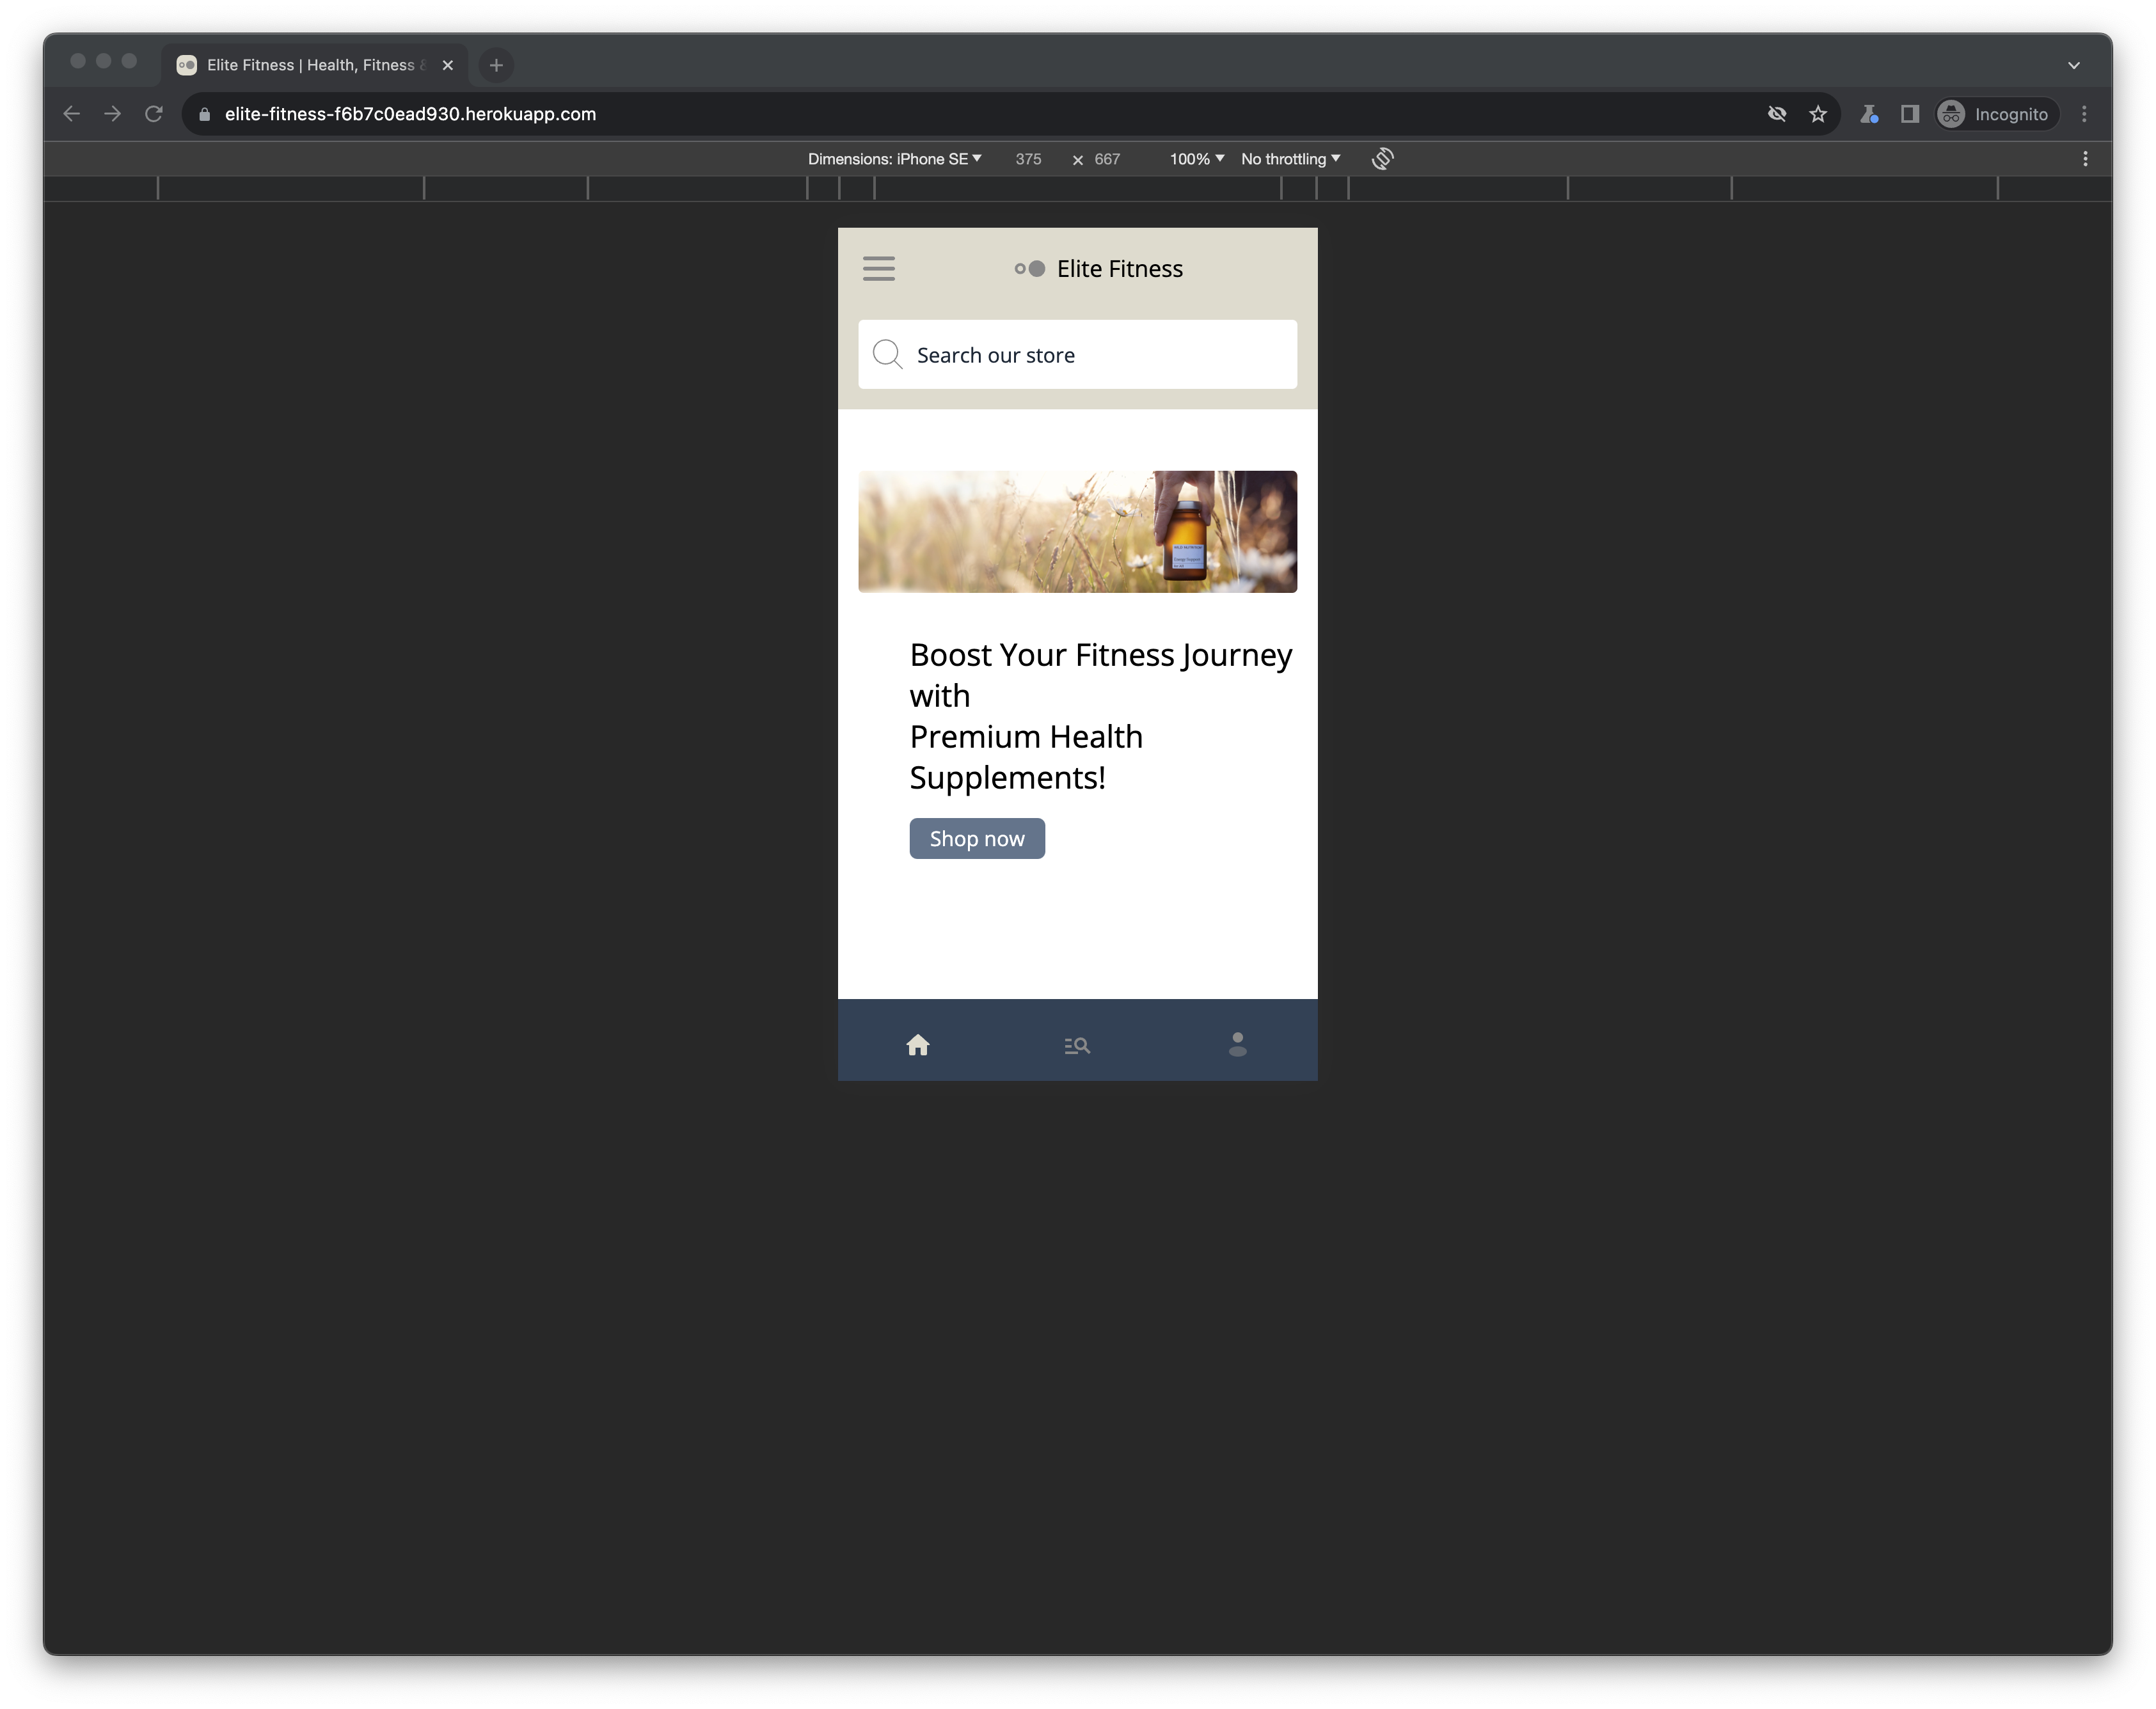 Elite Fitness | Health, Fitness
elite-fitness-f6b7c0ead930.herokuapp.com
Incognito
Dimensions: iPhone SE 375 × 667 100% No throttling
Elite Fitness
Search our store
Boost Your Fitness Journey
with
Premium Health
Supplements!
Shop now